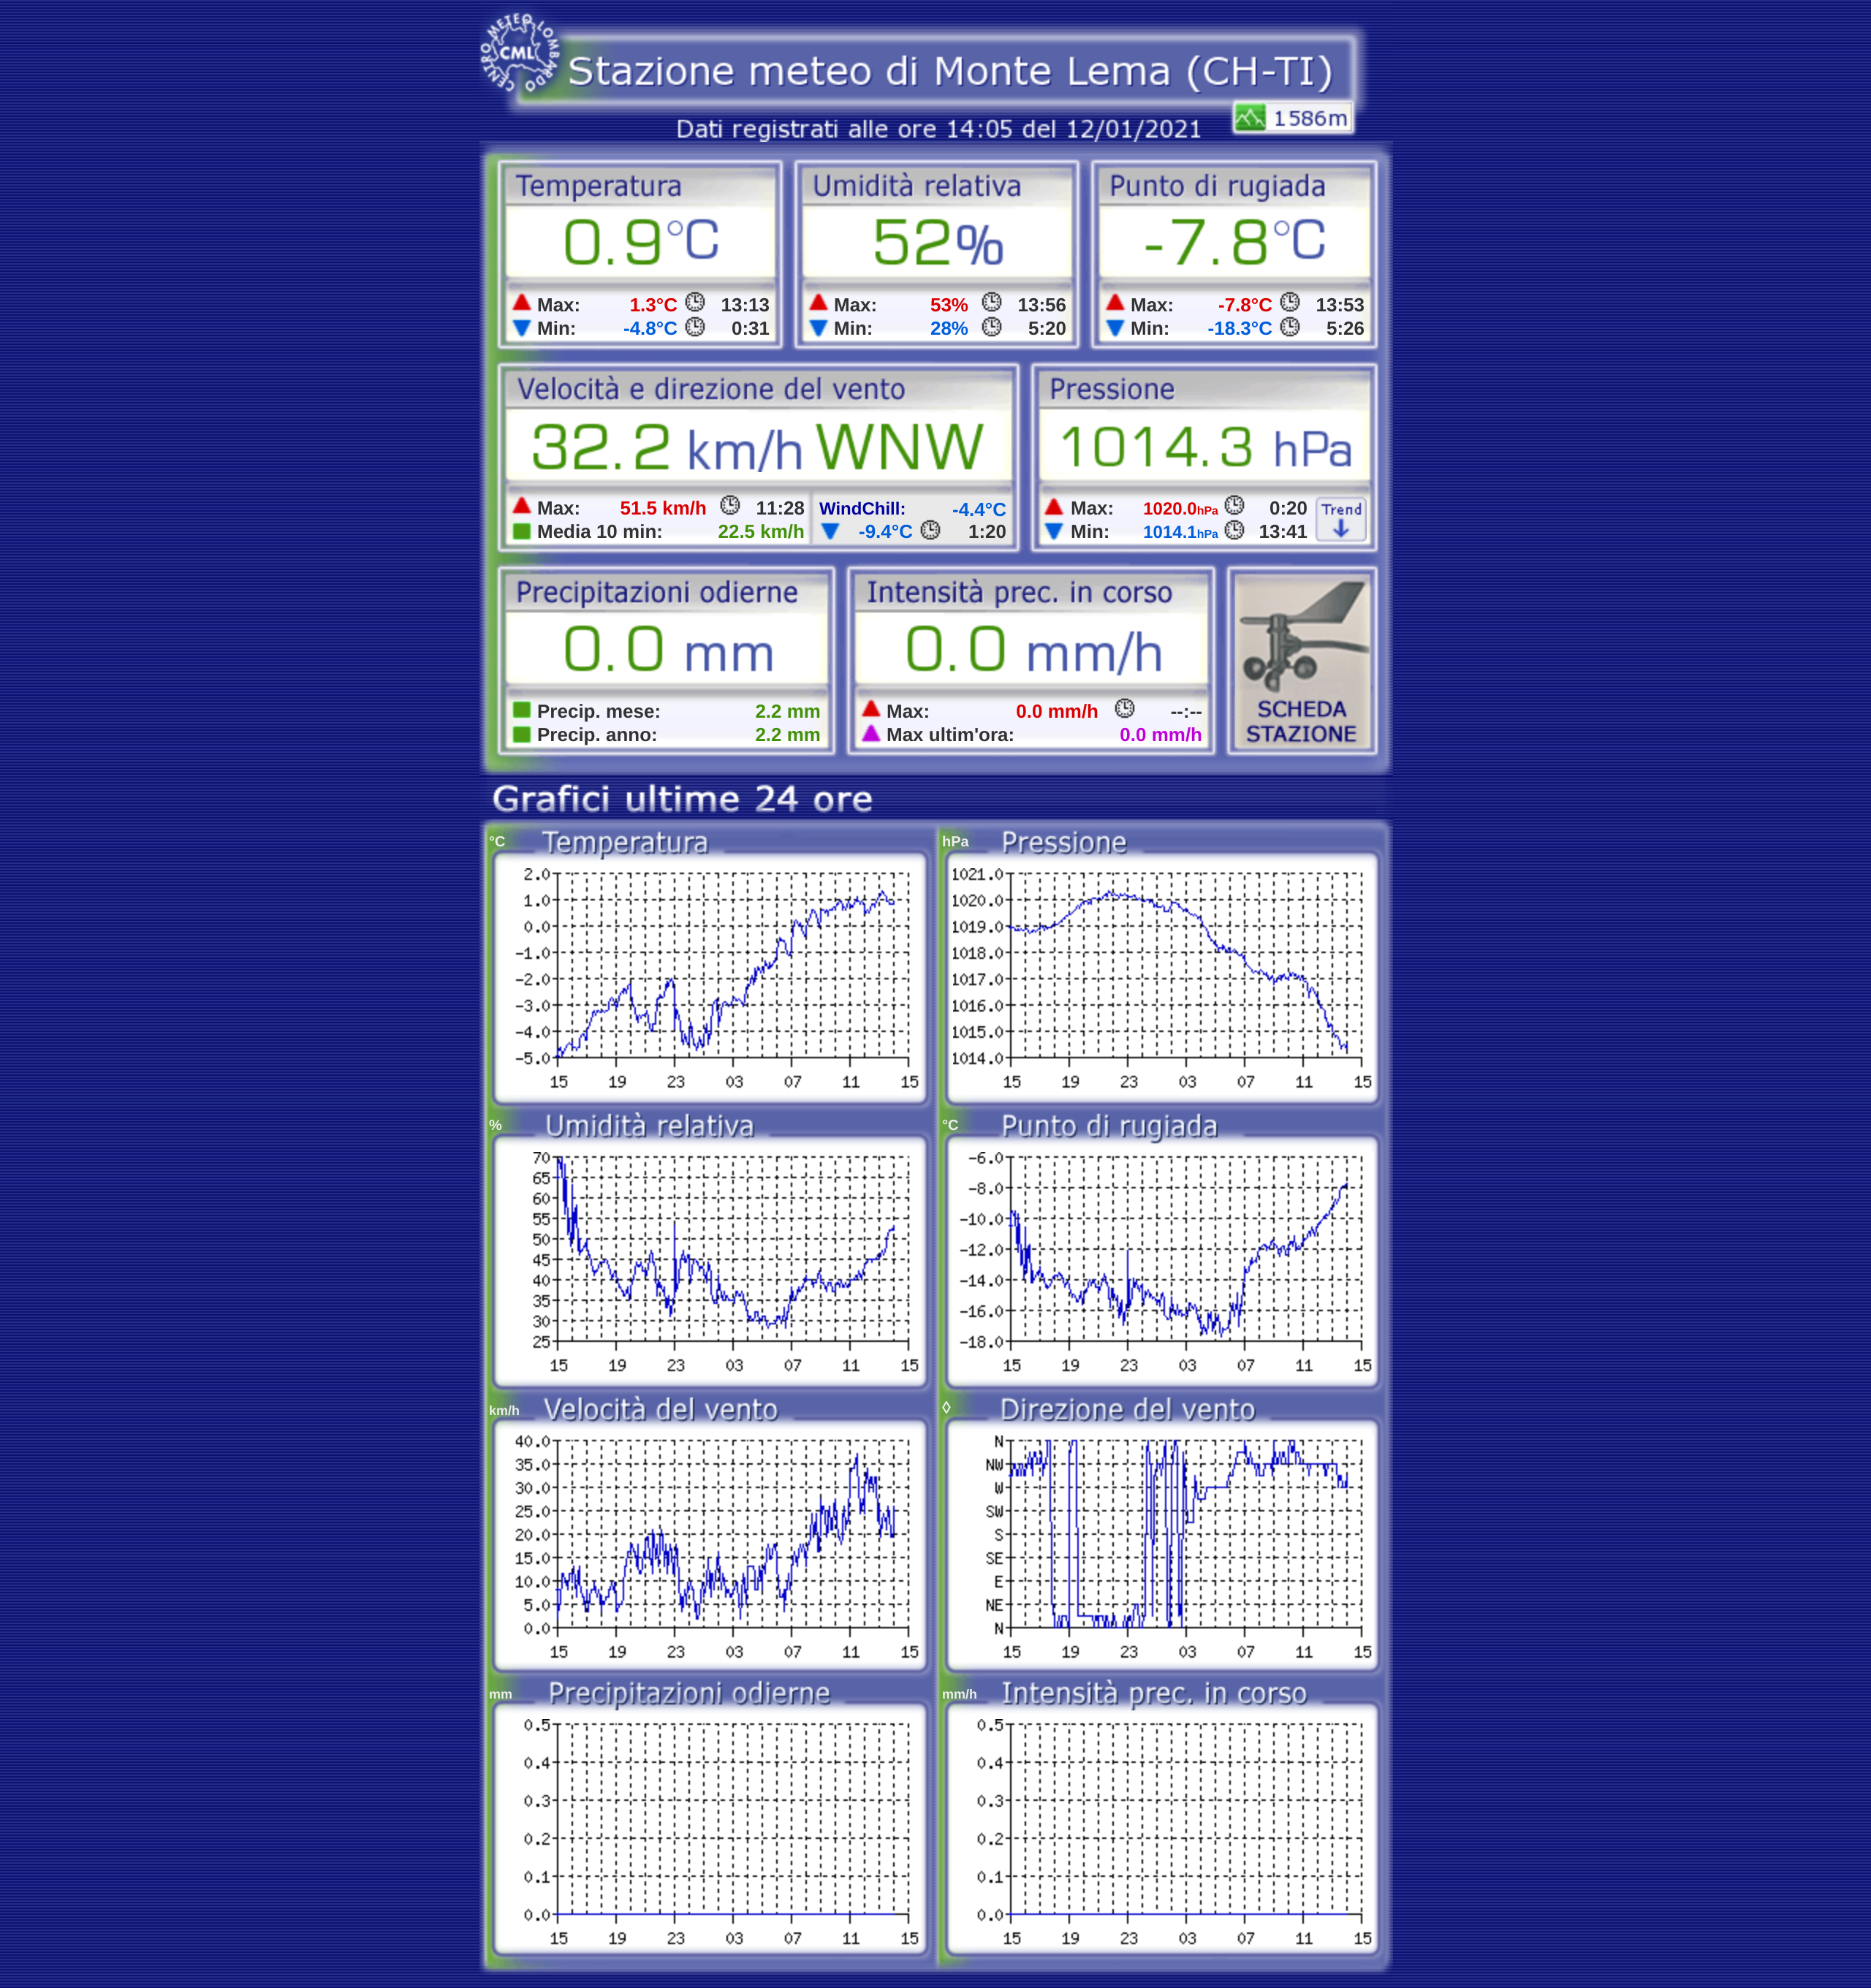 CENTRO METEO LOMBARDO
CML
Stazione meteo di Monte Lema (CH-TI)
1586m
Dati registrati alle ore 14:05 del 12/01/2021
Temperatura Umidità relativa Punto di rugiada
0.9°C 52% -7.8°C
Max: 1.3°C 13:13 Max: 53% 13:56 Max: -7.8°C 13:53
Min: -4.8°C 0:31 Min: 28% 5:20 Min: -18.3°C 5:26
Velocità e direzione del vento Pressione
32.2 km/h WNW 1014.3 hPa
Max: 51.5 km/h 11:28 WindChill: -4.4°C Max: 1020.0hPa 0:20 Trend
Media 10 min: 22.5 km/h -9.4°C 1:20 Min: 1014.1hPa 13:41
Precipitazioni odierne Intensità prec. in corso
0.0 mm 0.0 mm/h
Precip. mese: 2.2 mm Max: 0.0 mm/h --:-- SCHEDA
Precip. anno: 2.2 mm Max ultim'ora: 0.0 mm/h STAZIONE
Grafici ultime 24 ore
°C Temperatura hPa Pressione
2.0 1021.0
1.0 1020.0
0.0 1019.0
-1.0 1018.0
-2.0 1017.0
-3.0 1016.0
-4.0 1015.0
-5.0 1014.0
15 19 23 03 07 11 15 15 19 23 03 07 11 15
% Umidità relativa °C Punto di rugiada
70 -6.0
65 -8.0
60
55 -10.0
50
45 -12.0
40 -14.0
35
30 -16.0
25 -18.0
15 19 23 03 07 11 15 15 19 23 03 07 11 15
km/h Velocità del vento ◊ Direzione del vento
40.0 N
35.0 NW
30.0 W
25.0 SW
20.0 S
15.0 SE
10.0 E
5.0 NE
0.0 N
15 19 23 03 07 11 15 15 19 23 03 07 11 15
mm Precipitazioni odierne mm/h Intensità prec. in corso
0.5 0.5
0.4 0.4
0.3 0.3
0.2 0.2
0.1 0.1
0.0 0.0
15 19 23 03 07 11 15 15 19 23 03 07 11 15